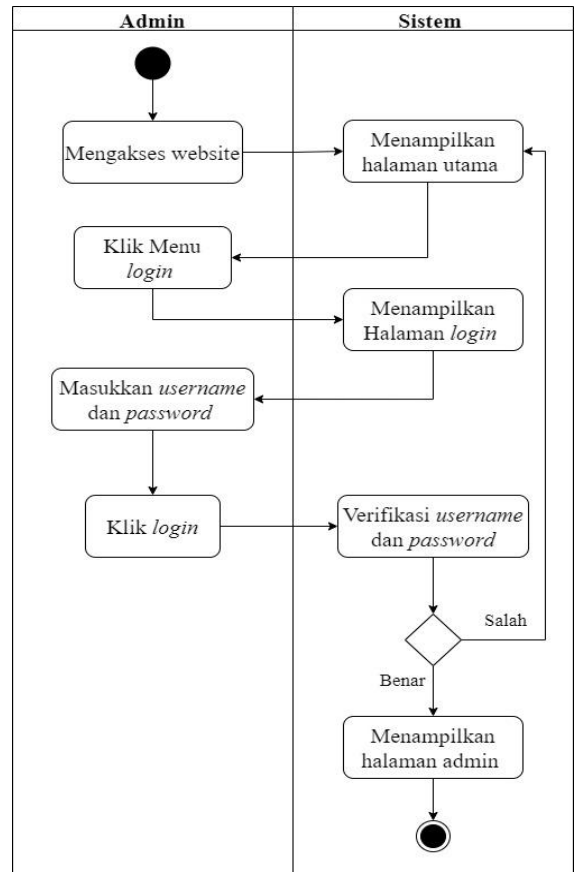 Admin
Sistem
Mengakses website
Menampilkan
halaman utama
Klik Menu
login
Menampilkan
Halaman login
Masukkan username
dan password
Klik login
Verifikasi username
dan password
Salah
Benar
Menampilkan
halaman admin